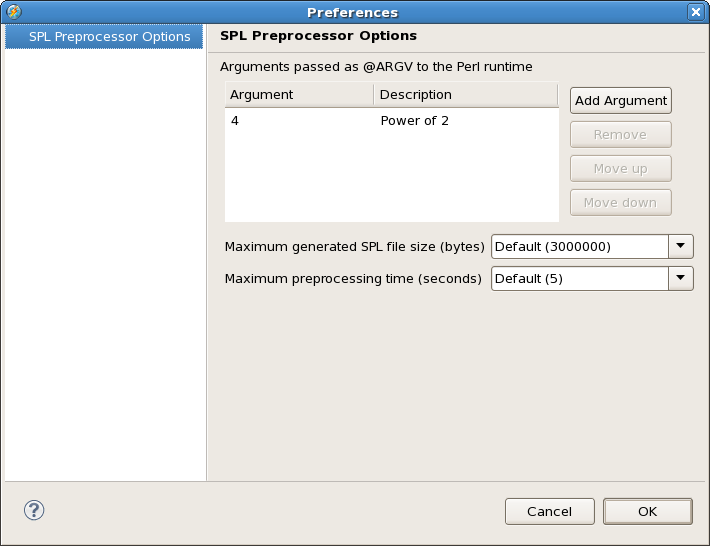 Preferences
SPL Preprocessor Options
SPL Preprocessor Options
Arguments passed as @ARGV to the Perl runtime
Argument Description
4 Power of 2
Add Argument
Remove
Move up
Move down
Maximum generated SPL file size (bytes) Default (3000000)
Maximum preprocessing time (seconds) Default (5)
? Cancel OK